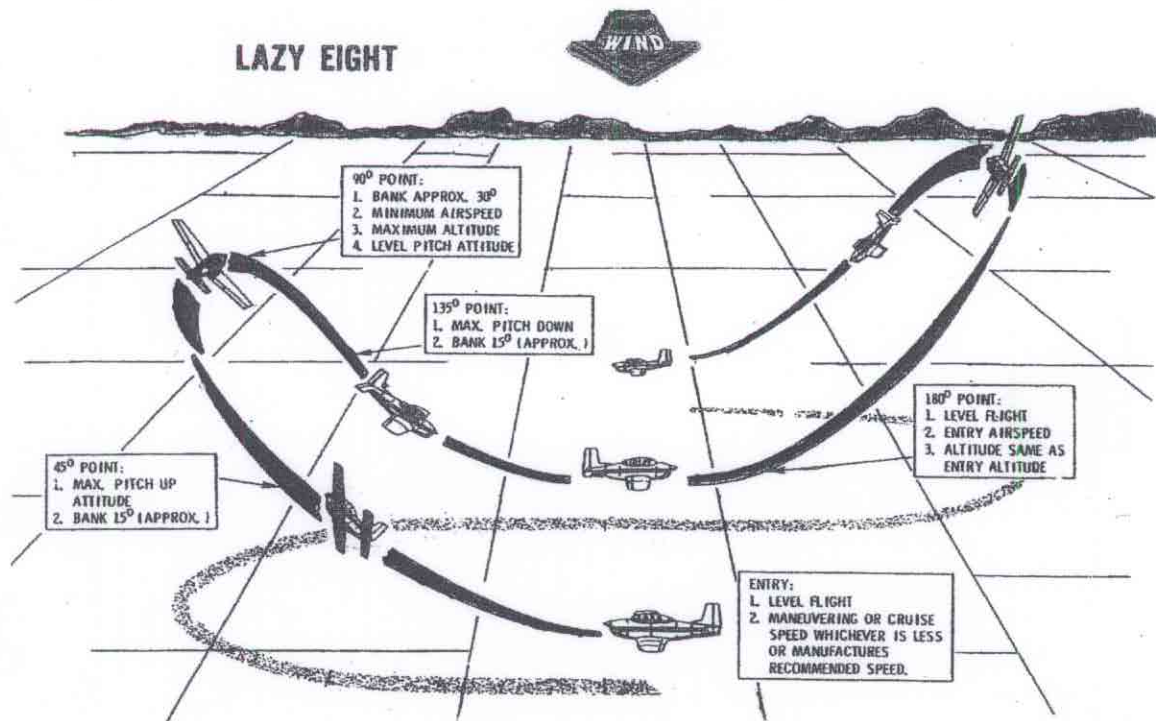 LAZY EIGHT
WIND
90° POINT:
1. BANK APPROX. 30°
2. MINIMUM AIRSPEED
3. MAXIMUM ALTITUDE
4. LEVEL PITCH ATTITUDE
135° POINT:
1. MAX. PITCH DOWN
2. BANK 15° (APPROX.)
180° POINT:
1. LEVEL FLIGHT
2. ENTRY AIRSPEED
3. ALTITUDE SAME AS
ENTRY ALTITUDE
45° POINT:
1. MAX. PITCH UP
ATTITUDE
2. BANK 15° (APPROX.)
ENTRY:
1. LEVEL FLIGHT
2. MANEUVERING OR CRUISE
SPEED WHICHEVER IS LESS
OR MANUFACTURES
RECOMMENDED SPEED.